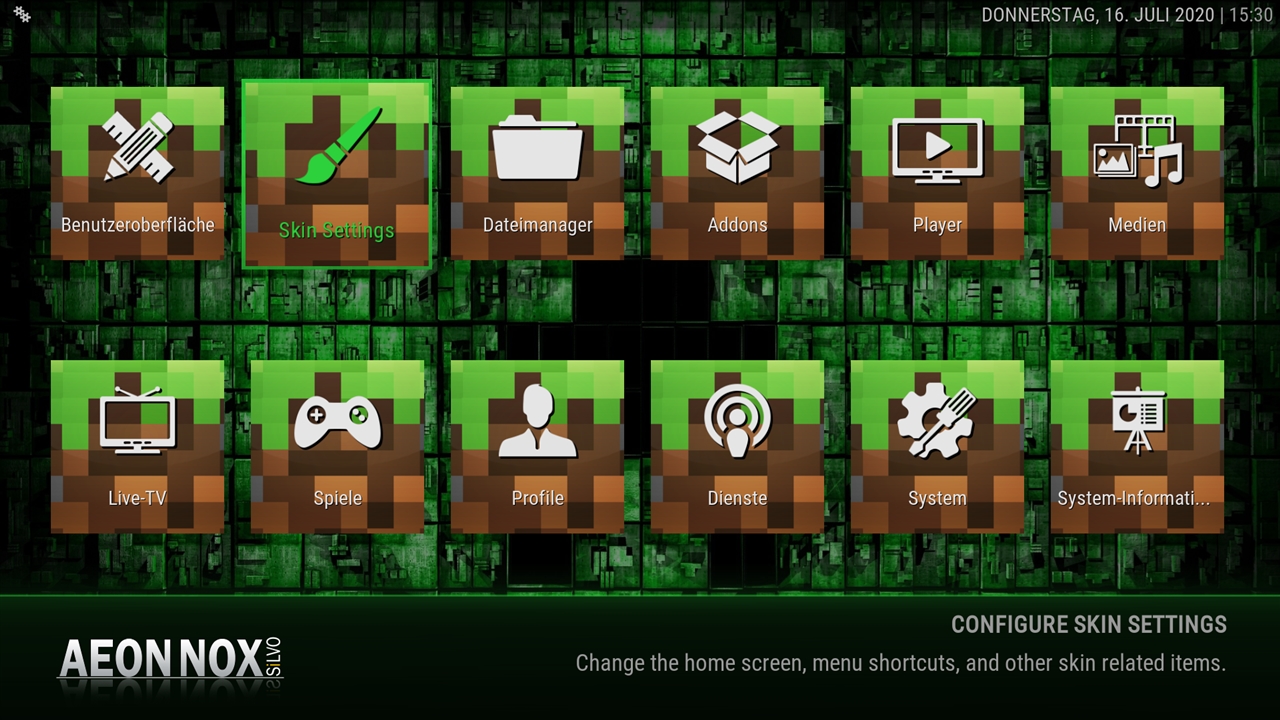 DONNERSTAG, 16. JULI 2020 | 15:30
Benutzeroberfläche
Skin Settings
Dateimanager
Addons
Player
Medien
Live-TV
Spiele
Profile
Dienste
System
System-Informati...
CONFIGURE SKIN SETTINGS
Change the home screen, menu shortcuts, and other skin related items.
AEON NOX SiLVO